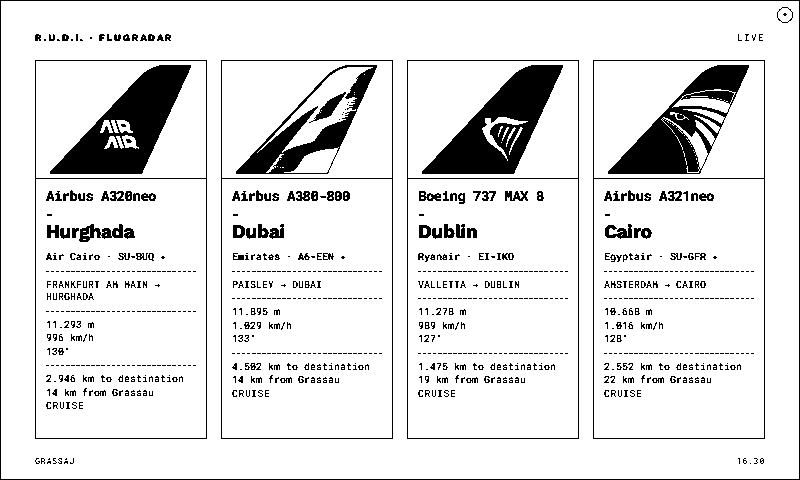 R.U.D.I. · FLUGRADAR
LIVE
AIR
AIR
Airbus A320neo
-
Hurghada
Air Cairo · SU-BUQ ✦
FRANKFURT AM MAIN →
HURGHADA
11.293 m
996 km/h
130°
2.946 km to destination
14 km from Grassau
CRUISE
Airbus A380-800
-
Dubai
Emirates · A6-EEN ✦
PAISLEY → DUBAI
11.895 m
1.029 km/h
133°
4.502 km to destination
14 km from Grassau
CRUISE
Boeing 737 MAX 8
-
Dublin
Ryanair · EI-IKO
VALLETTA → DUBLIN
11.278 m
989 km/h
127°
1.475 km to destination
19 km from Grassau
CRUISE
Airbus A321neo
-
Cairo
Egyptair · SU-GFR ✦
AMSTERDAM → CAIRO
10.668 m
1.016 km/h
128°
2.552 km to destination
22 km from Grassau
CRUISE
GRASSAU
16.30